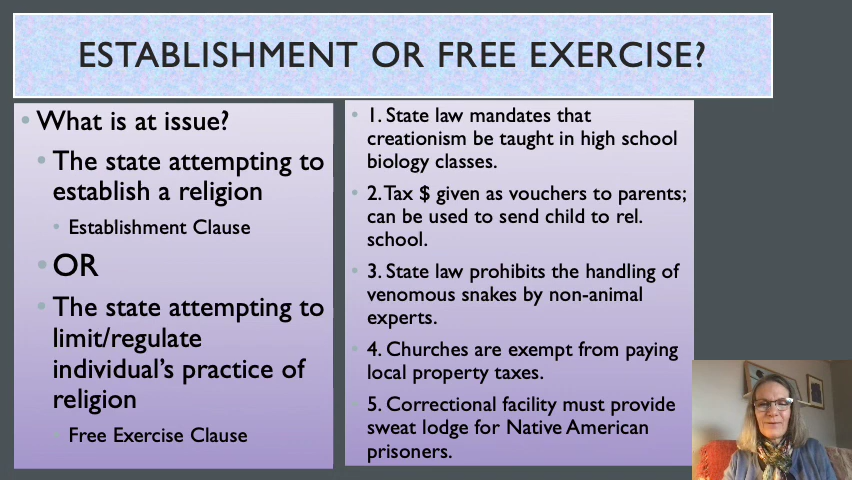 ESTABLISHMENT OR FREE EXERCISE?
• What is at issue?
• The state attempting to
establish a religion
• Establishment Clause
• OR
• The state attempting to
limit/regulate
individual's practice of
religion
• Free Exercise Clause
• 1. State law mandates that
creationism be taught in high school
biology classes.
• 2. Tax $ given as vouchers to parents;
can be used to send child to rel.
school.
• 3. State law prohibits the handling of
venomous snakes by non-animal
experts.
• 4. Churches are exempt from paying
local property taxes.
5. Correctional facility must provide
sweat lodge for Native American
prisoners.